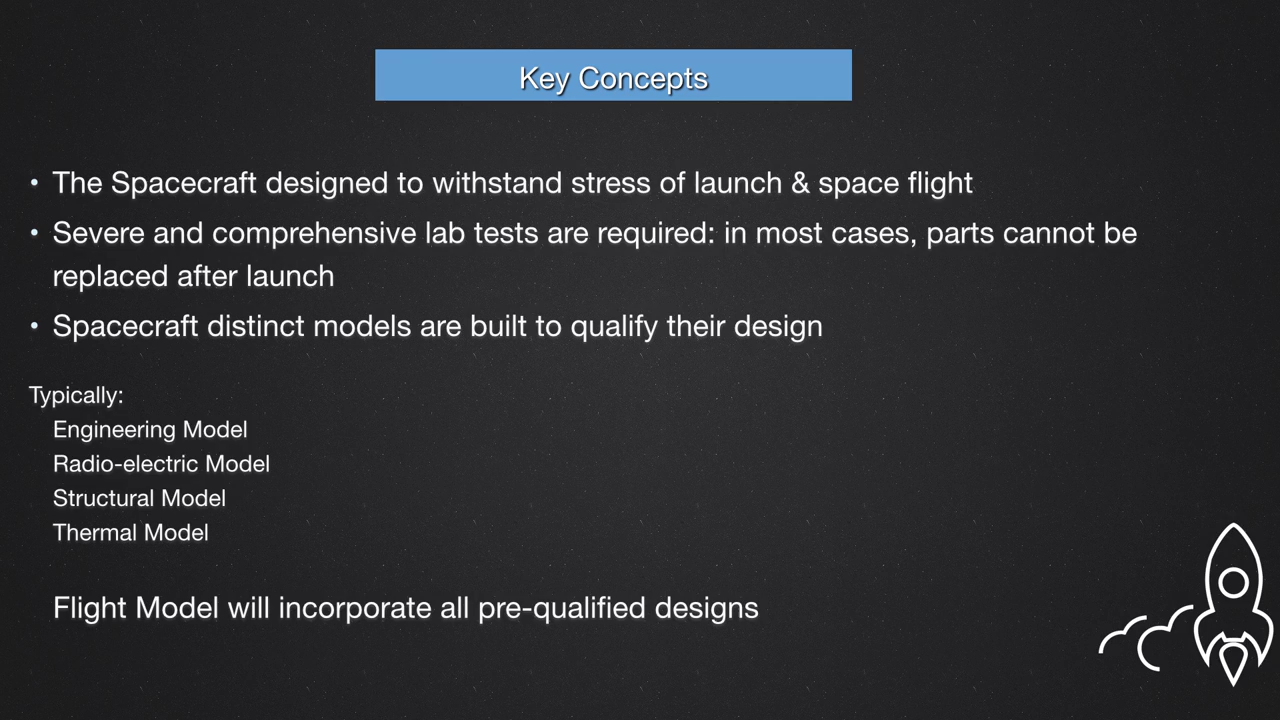 Key Concepts
• The Spacecraft designed to withstand stress of launch & space flight
• Severe and comprehensive lab tests are required: in most cases, parts cannot be
replaced after launch
• Spacecraft distinct models are built to qualify their design
Typically:
Engineering Model
Radio-electric Model
Structural Model
Thermal Model
Flight Model will incorporate all pre-qualified designs